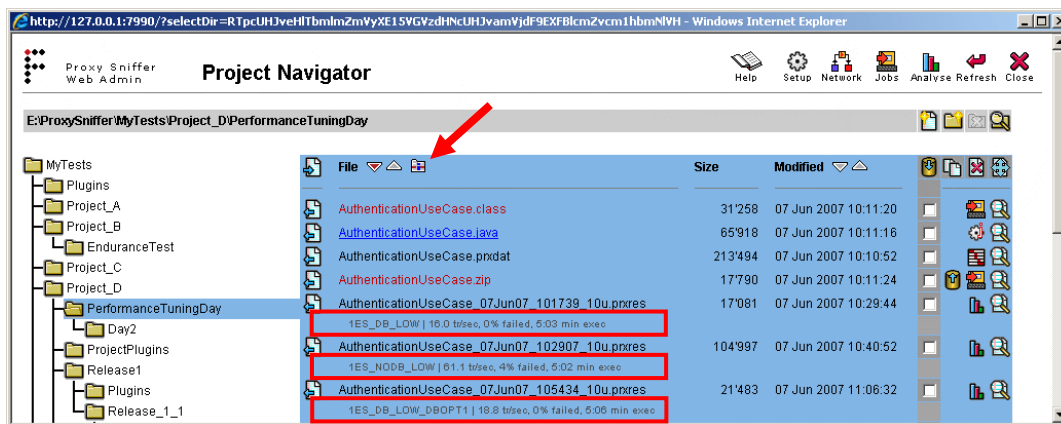 http://127.0.0.1:7990/?selectDir=RTpcUHJveHlTbmlmZmVyXE15VGVzdHNcUHJvamVjdF9EXFBlcmZvcm1hbmNlVH - Windows Internet Explorer
Proxy Sniffer
Web Admin
Project Navigator
Help Setup Network Jobs Analyse Refresh Close
E:\ProxySniffer\MyTests\Project_D\PerformanceTuningDay
MyTests File Size Modified
Plugins
Project_A AuthenticationUseCase.class 31'258 07 Jun 2007 10:11:20
Project_B AuthenticationUseCase.java 65'918 07 Jun 2007 10:11:16
EnduranceTest
Project_C AuthenticationUseCase.prxdat 213'494 07 Jun 2007 10:10:52
Project_D AuthenticationUseCase.zip 17'790 07 Jun 2007 10:11:24
PerformanceTuningDay AuthenticationUseCase_07Jun07_101739_10u.prxres 17'081 07 Jun 2007 10:29:44
Day2 1ES_DB_LOW | 16.0 tr/sec, 0% failed, 5:03 min exec
ProjectPlugins AuthenticationUseCase_07Jun07_102907_10u.prxres 104'997 07 Jun 2007 10:40:52
Release1 1ES_NODB_LOW | 61.1 tr/sec, 4% failed, 5:02 min exec
Plugins AuthenticationUseCase_07Jun07_105434_10u.prxres 21'483 07 Jun 2007 11:06:32
Release_1_1 1ES_DB_LOW_DBOPT1 | 18.8 tr/sec, 0% failed, 5:06 min exec